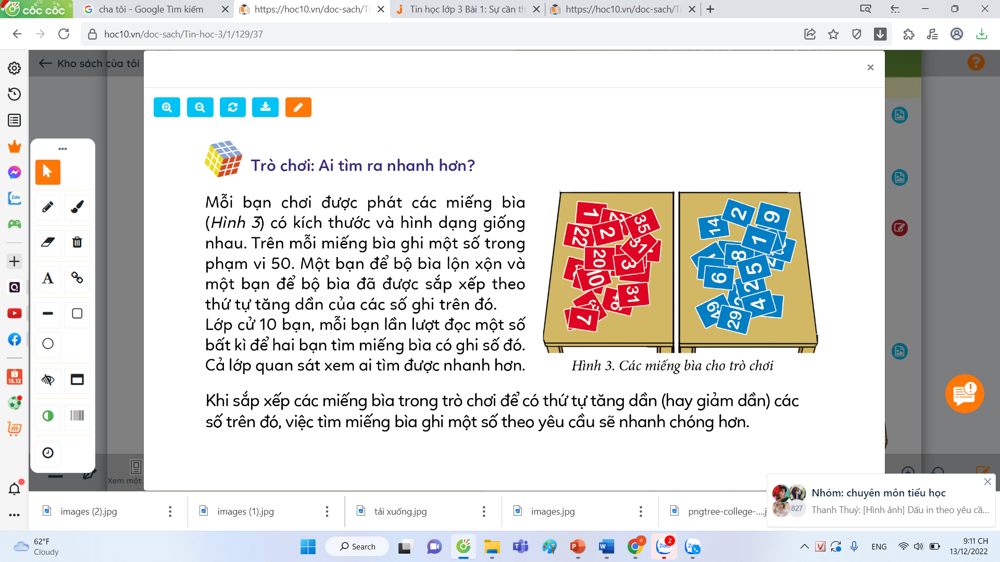 cốc cốc
cha tôi - Google Tìm kiếm
https://hoc10.vn/doc-sach/Ti
Tin học lớp 3 Bài 1: Sự cần th
https://hoc10.vn/doc-sach/Ti
hoc10.vn/doc-sach/Tin-hoc-3/1/129/37
Kho sách của tôi
Trò chơi: Ai tìm ra nhanh hơn?
Mỗi bạn chơi được phát các miếng bìa
(Hình 3) có kích thước và hình dạng giống
nhau. Trên mỗi miếng bìa ghi một số trong
phạm vi 50. Một bạn để bộ bìa lộn xộn và
một bạn để bộ bìa đã được sắp xếp theo
thứ tự tăng dần của các số ghi trên đó.
Lớp cử 10 bạn, mỗi bạn lần lượt đọc một số
bất kì để hai bạn tìm miếng bìa có ghi số đó.
Cả lớp quan sát xem ai tìm được nhanh hơn.
1
35
22
2
31
20
3
10
31
7
2
9
14
1
8
5
6
2
4
49
29
Hình 3. Các miếng bìa cho trò chơi
Khi sắp xếp các miếng bìa trong trò chơi để có thứ tự tăng dần (hay giảm dần) các
số trên đó, việc tìm miếng bìa ghi một số theo yêu cầu sẽ nhanh chóng hơn.
Zalo
A
15.12
Xem một
Nhóm: chuyên môn tiểu học
827
Thanh Thuý: [Hình ảnh] Dấu in theo yêu cầ...
images (2).jpg
images (1).jpg
tải xuống.jpg
images.jpg
pngtree-college-....j
62°F
Cloudy
Search
2
ENG
9:11 CH
13/12/2022